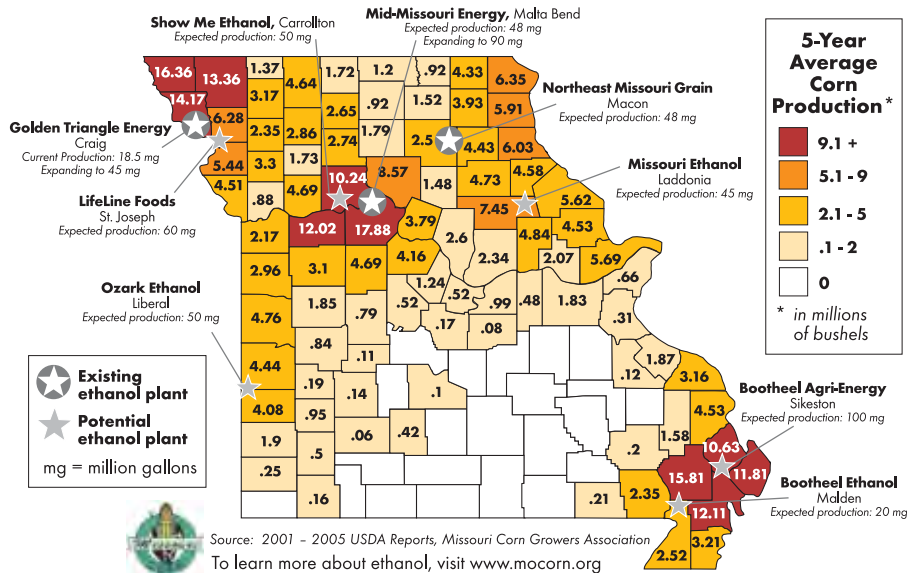 Show Me Ethanol, Carrollton
Expected production: 50 mg
Mid-Missouri Energy, Malta Bend
Expected production: 48 mg
Expanding to 90 mg
Northeast Missouri Grain
Macon
Expected production: 48 mg
Golden Triangle Energy
Craig
Current Production: 18.5 mg
Expanding to 45 mg
LifeLine Foods
St. Joseph
Expected production: 60 mg
Missouri Ethanol
Laddonia
Expected production: 45 mg
Ozark Ethanol
Liberal
Expected production: 50 mg
Bootheel Agri-Energy
Sikeston
Expected production: 100 mg
Bootheel Ethanol
Malden
Expected production: 20 mg
16.36 13.36 1.37 4.64 1.72 1.2 .92 4.33 6.35
14.17 3.17 2.65 .92 1.52 3.93 5.91
6.28 2.35 2.86 2.74 1.79 2.5 4.43 6.03
5.44 3.3 1.73 10.24 8.57 1.48 4.73 4.58
4.51 .88 4.69 7.45 5.62
2.17 12.02 17.88 3.79 2.6 4.84 4.53
2.96 3.1 4.69 4.16 2.34 2.07 5.69
4.76 1.85 .79 .52 1.24 .52 .99 .48 1.83 .66
.84 .17 .08 .31
4.44 .11 .12 1.87 3.16
4.08 .19 .14 .1 4.53
.95 .06 .42 1.58 10.63
1.9 .5 .2 15.81 11.81
.25 .16 .21 2.35 12.11
2.52 3.21
5-Year
Average
Corn
Production*
9.1 +
5.1 - 9
2.1 - 5
.1 - 2
0
* in millions
of bushels
Existing
ethanol plant
Potential
ethanol plant
mg = million gallons
Source: 2001 – 2005 USDA Reports, Missouri Corn Growers Association
To learn more about ethanol, visit www.mocorn.org